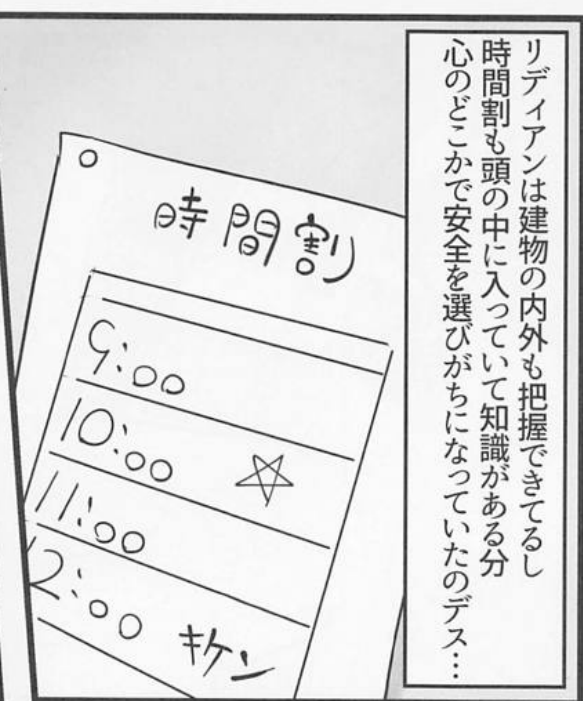 リディアンは建物の内外も把握できてるし
時間割も頭の中に入っていて知識がある分
心のどこかで安全を選びがちになっていたのデス…
時間割
9:00
10:00 ☆
11:00
12:00 キケン